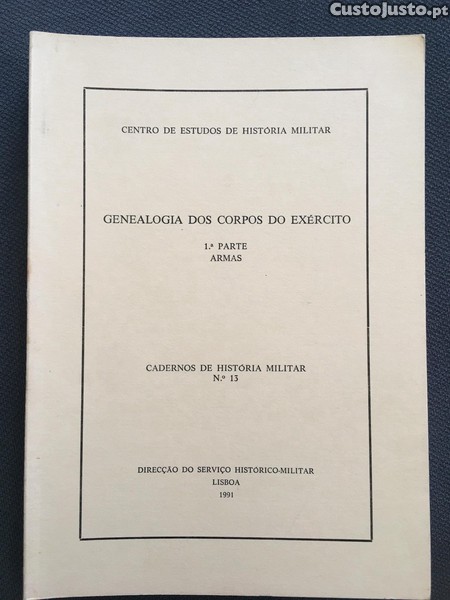 CustoJusto.pt
CENTRO DE ESTUDOS DE HISTÓRIA MILITAR
GENEALOGIA DOS CORPOS DO EXÉRCITO
1.ª PARTE
ARMAS
CADERNOS DE HISTÓRIA MILITAR
N.º 13
DIRECÇÃO DO SERVIÇO HISTÓRICO-MILITAR
LISBOA
1991